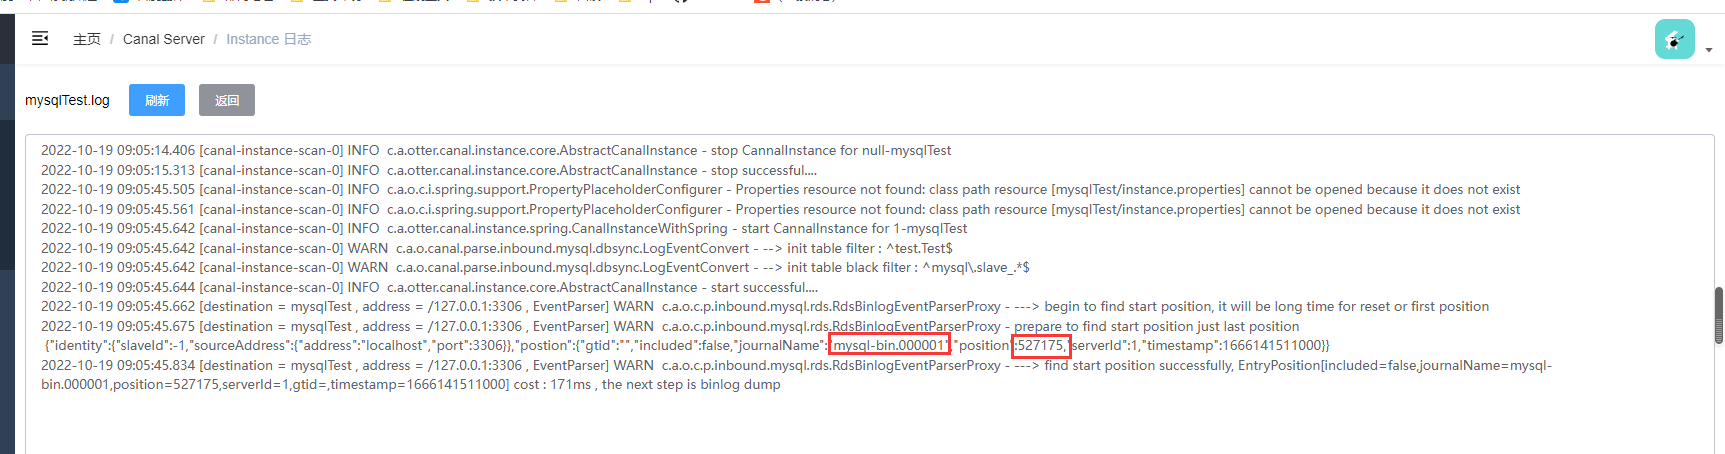 主页 / Canal Server / Instance 日志
mysqlTest.log 刷新 返回
2022-10-19 09:05:14.406 [canal-instance-scan-0] INFO  c.a.otter.canal.instance.core.AbstractCanalInstance - stop CannalInstance for null-mysqlTest
2022-10-19 09:05:15.313 [canal-instance-scan-0] INFO  c.a.otter.canal.instance.core.AbstractCanalInstance - stop successful....
2022-10-19 09:05:45.505 [canal-instance-scan-0] INFO  c.a.o.c.i.spring.support.PropertyPlaceholderConfigurer - Properties resource not found: class path resource [mysqlTest/instance.properties] cannot be opened because it does not exist
2022-10-19 09:05:45.561 [canal-instance-scan-0] INFO  c.a.o.c.i.spring.support.PropertyPlaceholderConfigurer - Properties resource not found: class path resource [mysqlTest/instance.properties] cannot be opened because it does not exist
2022-10-19 09:05:45.642 [canal-instance-scan-0] INFO  c.a.otter.canal.instance.spring.CanalInstanceWithSpring - start CannalInstance for 1-mysqlTest
2022-10-19 09:05:45.642 [canal-instance-scan-0] WARN  c.a.o.canal.parse.inbound.mysql.dbsync.LogEventConvert - --> init table filter : ^test.Test$
2022-10-19 09:05:45.642 [canal-instance-scan-0] WARN  c.a.o.canal.parse.inbound.mysql.dbsync.LogEventConvert - --> init table black filter : ^mysql\.slave_.*$
2022-10-19 09:05:45.644 [canal-instance-scan-0] INFO  c.a.otter.canal.instance.core.AbstractCanalInstance - start successful....
2022-10-19 09:05:45.662 [destination = mysqlTest , address = /127.0.0.1:3306 , EventParser] WARN  c.a.o.c.p.inbound.mysql.rds.RdsBinlogEventParserProxy - ---> begin to find start position, it will be long time for reset or first position
2022-10-19 09:05:45.675 [destination = mysqlTest , address = /127.0.0.1:3306 , EventParser] WARN  c.a.o.c.p.inbound.mysql.rds.RdsBinlogEventParserProxy - prepare to find start position just last position
{"identity":{"slaveId":-1,"sourceAddress":{"address":"localhost","port":3306}},"postion":{"gtid":"","included":false,"journalName":"mysql-bin.000001","position":527175,"serverId":1,"timestamp":1666141511000}}
2022-10-19 09:05:45.834 [destination = mysqlTest , address = /127.0.0.1:3306 , EventParser] WARN  c.a.o.c.p.inbound.mysql.rds.RdsBinlogEventParserProxy - ---> find start position successfully, EntryPosition[included=false,journalName=mysql-
bin.000001,position=527175,serverId=1,gtid=,timestamp=1666141511000] cost : 171ms , the next step is binlog dump